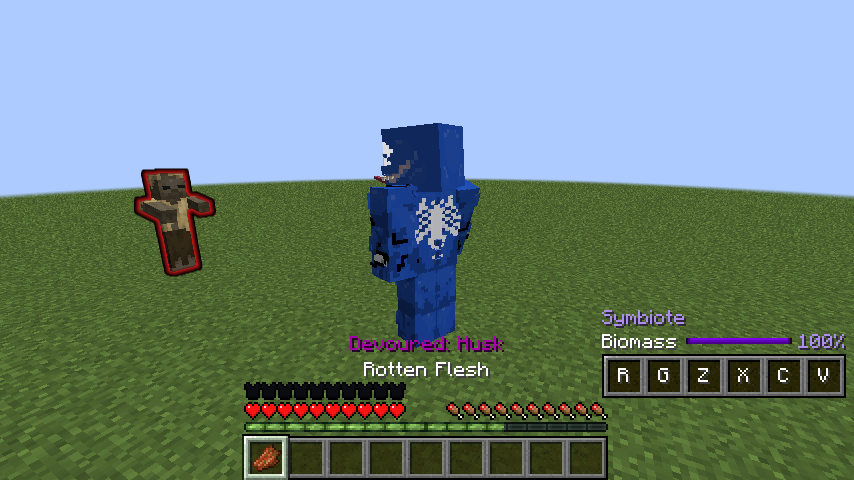 Symbiote
Biomass 100%
R G Z X C V
Devoured: Husk
Rotten Flesh